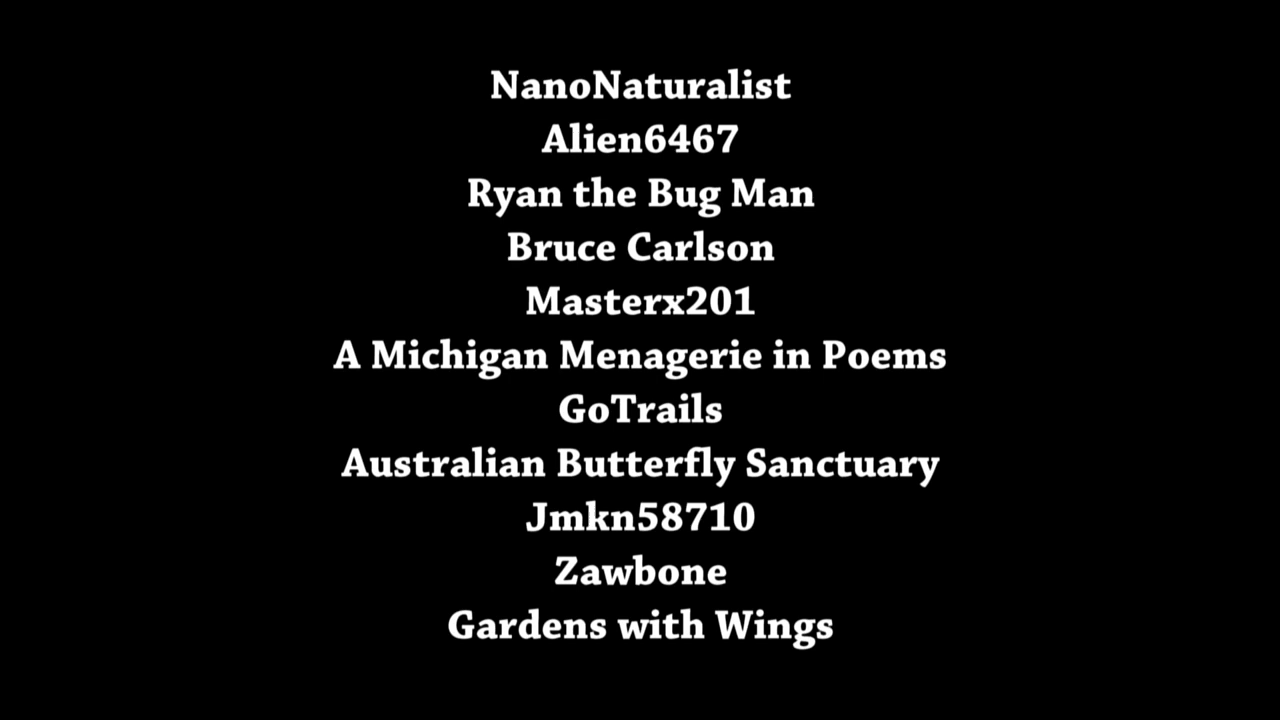 NanoNaturalist
Alien6467
Ryan the Bug Man
Bruce Carlson
Masterx201
A Michigan Menagerie in Poems
GoTrails
Australian Butterfly Sanctuary
Jmkn58710
Zawbone
Gardens with Wings